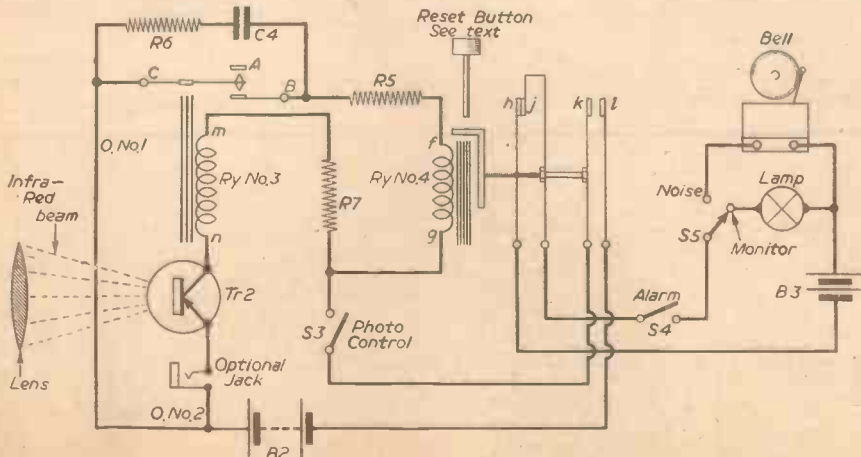 Reset Button
See text
Bell
R6
C4
A
C
B
R5
h
j
k
l
O.No.1
m
f
Infra-
Red
beam
Ry No.3
R7
Ry No.4
Noise
Lamp
n
g
S5
Monitor
Tr2
S3
Photo
Control
Alarm
S4
B3
Lens
Optional
Jack
O.No.2
B2